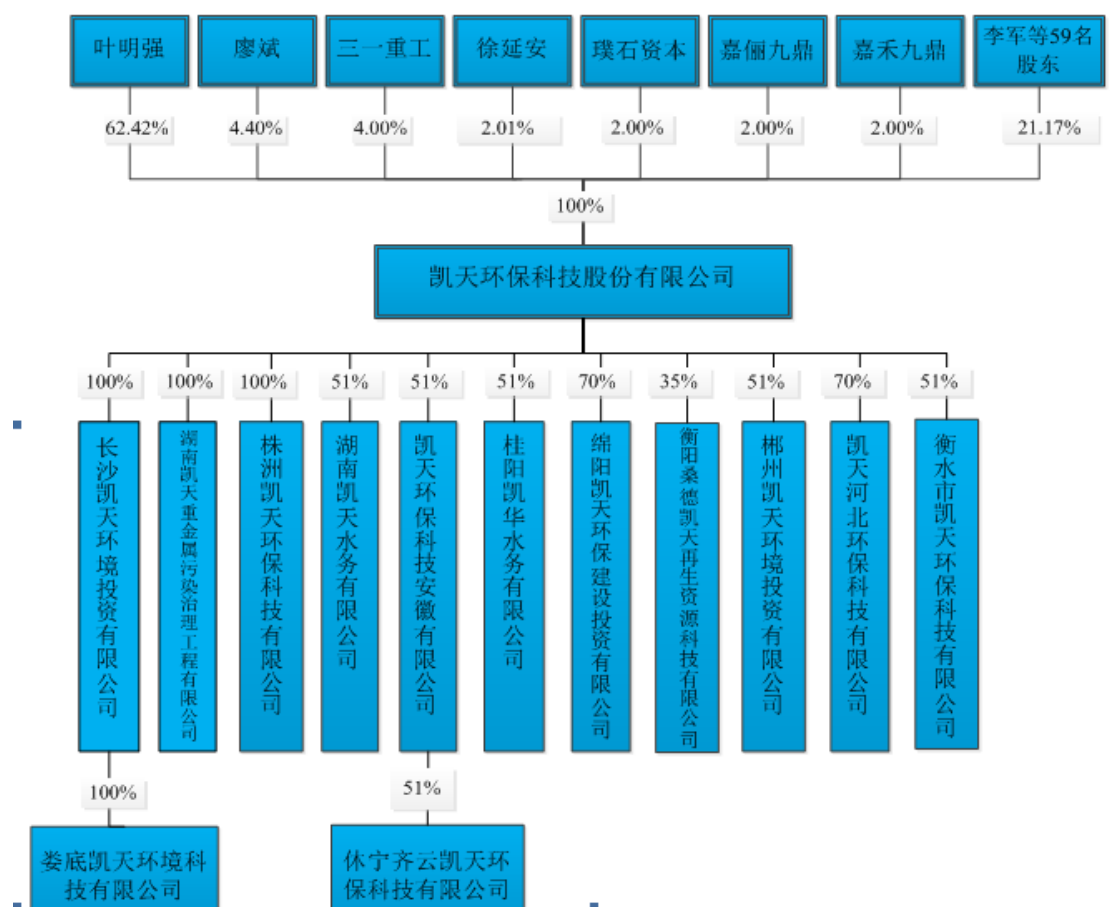 叶明强
廖斌
三一重工
徐延安
璞石资本
嘉俪九鼎
嘉禾九鼎
李军等59名
股东
62.42%
4.40%
4.00%
2.01%
2.00%
2.00%
2.00%
21.17%
100%
凯天环保科技股份有限公司
100%
100%
100%
51%
51%
51%
70%
35%
51%
70%
51%
长沙凯天环境投资有限公司
湖南凯天重金属污染治理工程有限公司
株洲凯天环保科技有限公司
湖南凯天水务有限公司
凯天环保科技安徽有限公司
桂阳凯华水务有限公司
绵阳凯天环保建设投资有限公司
衡阳桑德凯天再生资源科技有限公司
郴州凯天环境投资有限公司
凯天河北环保科技有限公司
衡水市凯天环保科技有限公司
100%
51%
娄底凯天环境科
技有限公司
休宁齐云凯天环
保科技有限公司